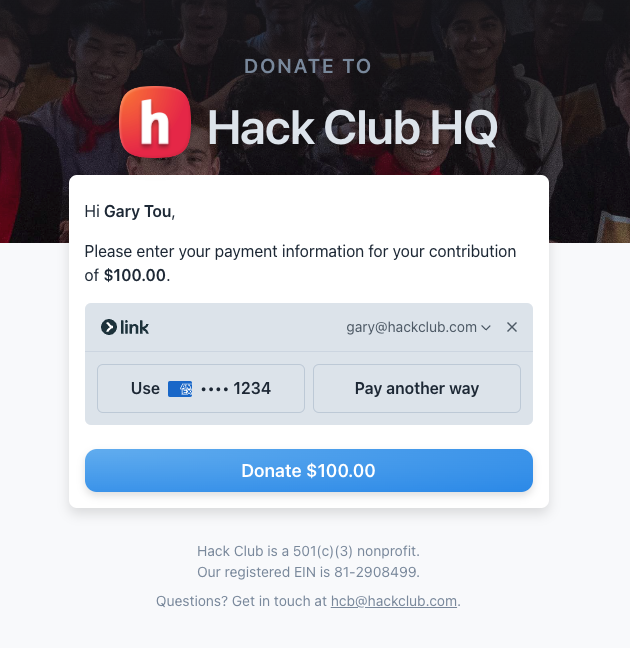 DONATE TO
h Hack Club HQ
Hi Gary Tou,
Please enter your payment information for your contribution
of $100.00.
link gary@hackclub.com
Use AM EX •••• 1234 Pay another way
Donate $100.00
Hack Club is a 501(c)(3) nonprofit.
Our registered EIN is 81-2908499.
Questions? Get in touch at hcb@hackclub.com.